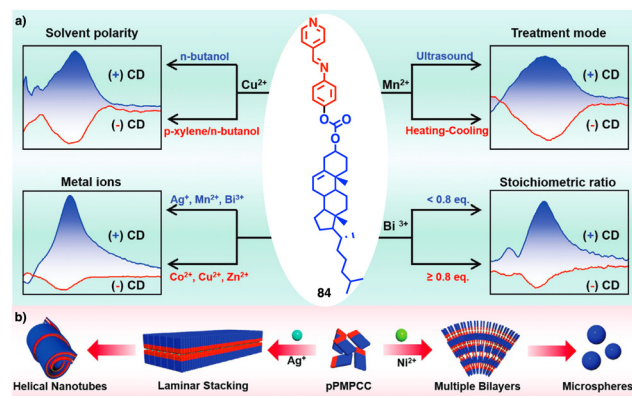 a)
Solvent polarity
n-butanol
Cu2+
p-xylene/n-butanol
(+) CD
(-) CD
Treatment mode
Ultrasound
Mn2+
Heating-Cooling
(+) CD
(-) CD
N
N
O
O
O
H
H
H
84
Metal ions
Ag+, Mn2+, Bi3+
Co2+, Cu2+, Zn2+
(+) CD
(-) CD
Stoichiometric ratio
< 0.8 eq.
Bi 3+
≥ 0.8 eq.
(+) CD
(-) CD
b)
Ag+
Ni2+
Helical Nanotubes
Laminar Stacking
pPMPCC
Multiple Bilayers
Microspheres